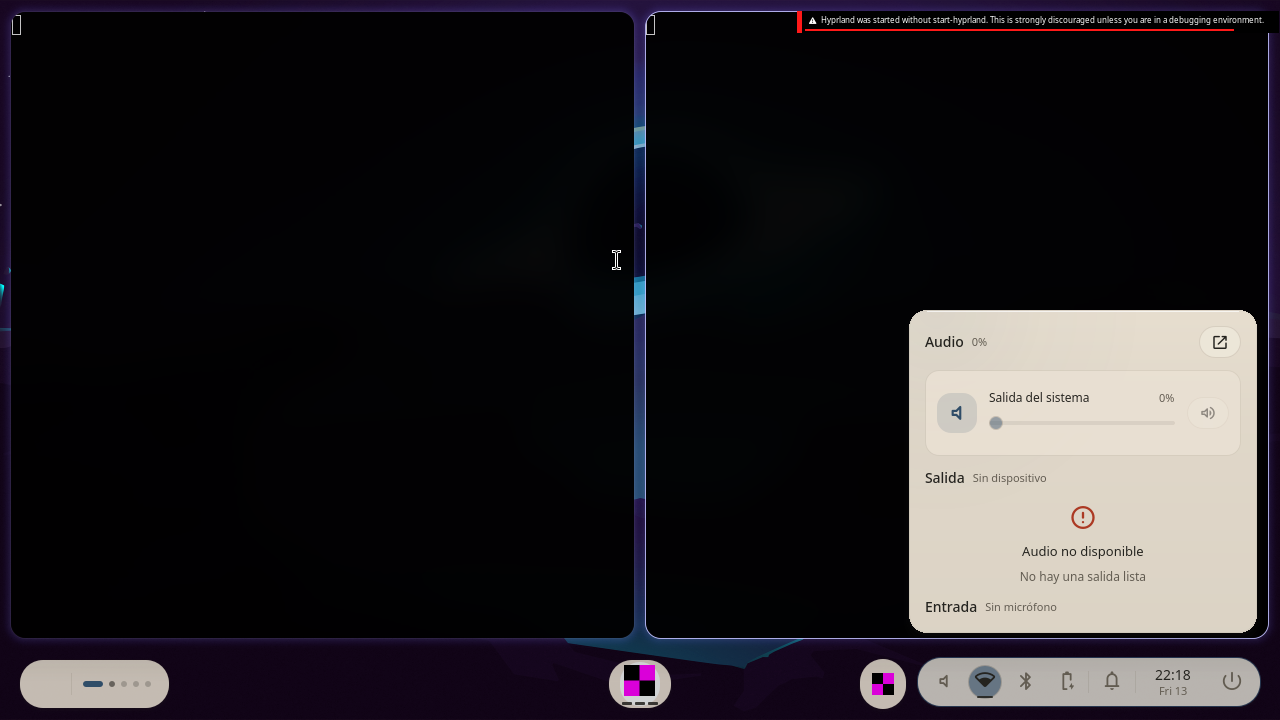 Hyprland was started without start-hyprland. This is strongly discouraged unless you are in a debugging environment.
Audio 0%
Salida del sistema 0%
Salida Sin dispositivo
Audio no disponible
No hay una salida lista
Entrada Sin micrófono
22:18
Fri 13